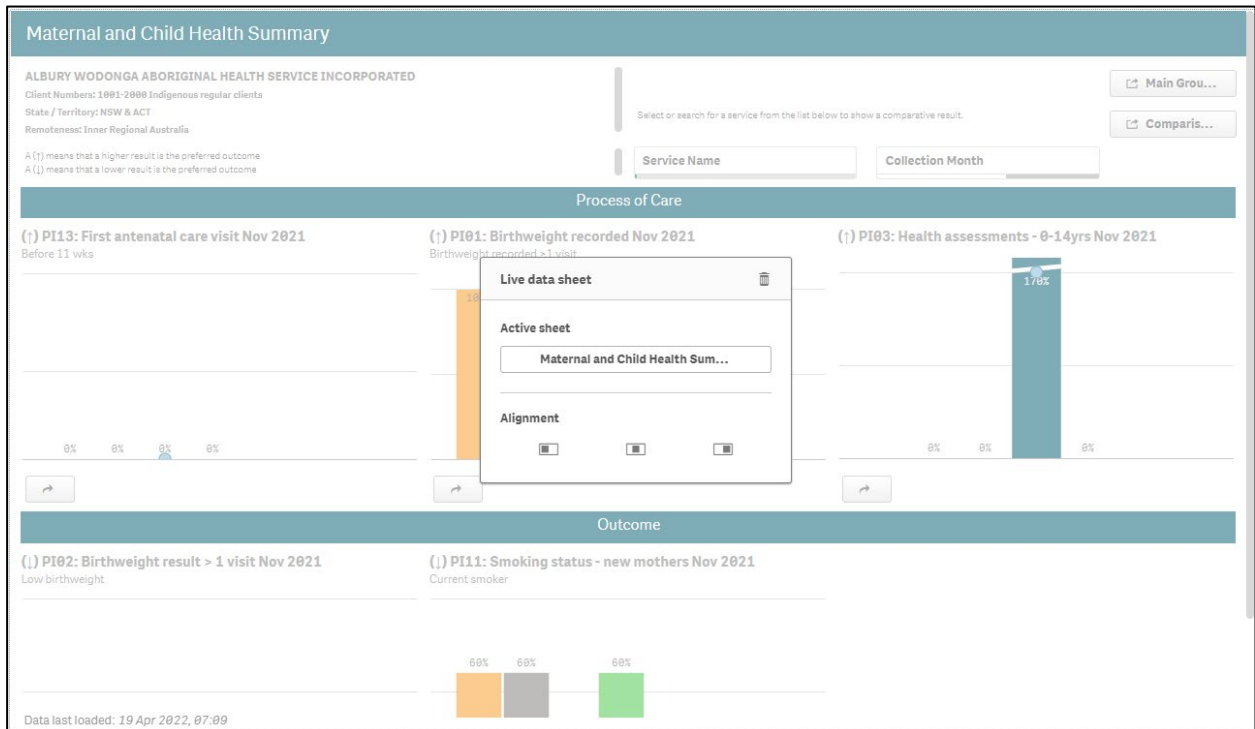 Maternal and Child Health Summary
ALBURY WODONGA ABORIGINAL HEALTH SERVICE INCORPORATED
Client Numbers: 1001-2000 Indigenous regular clients
State / Territory: NSW & ACT
Remoteness: Inner Regional Australia
A (↑) means that a higher result is the preferred outcome
A (↓) means that a lower result is the preferred outcome
Select or search for a service from the list below to show a comparative result.
Service Name
Collection Month
Main Grou...
Comparis...
Process of Care
(↑) PI13: First antenatal care visit Nov 2021
Before 11 wks
0% 0% 0% 0%
(↑) PI01: Birthweight recorded Nov 2021
Birthweight recorded >1 visit
(↑) PI03: Health assessments - 0-14yrs Nov 2021
170%
0% 0% 0%
Live data sheet
Active sheet
Maternal and Child Health Sum...
Alignment
Outcome
(↓) PI02: Birthweight result > 1 visit Nov 2021
Low birthweight
(↓) PI11: Smoking status - new mothers Nov 2021
Current smoker
60% 60% 60%
Data last loaded: 19 Apr 2022, 07:09